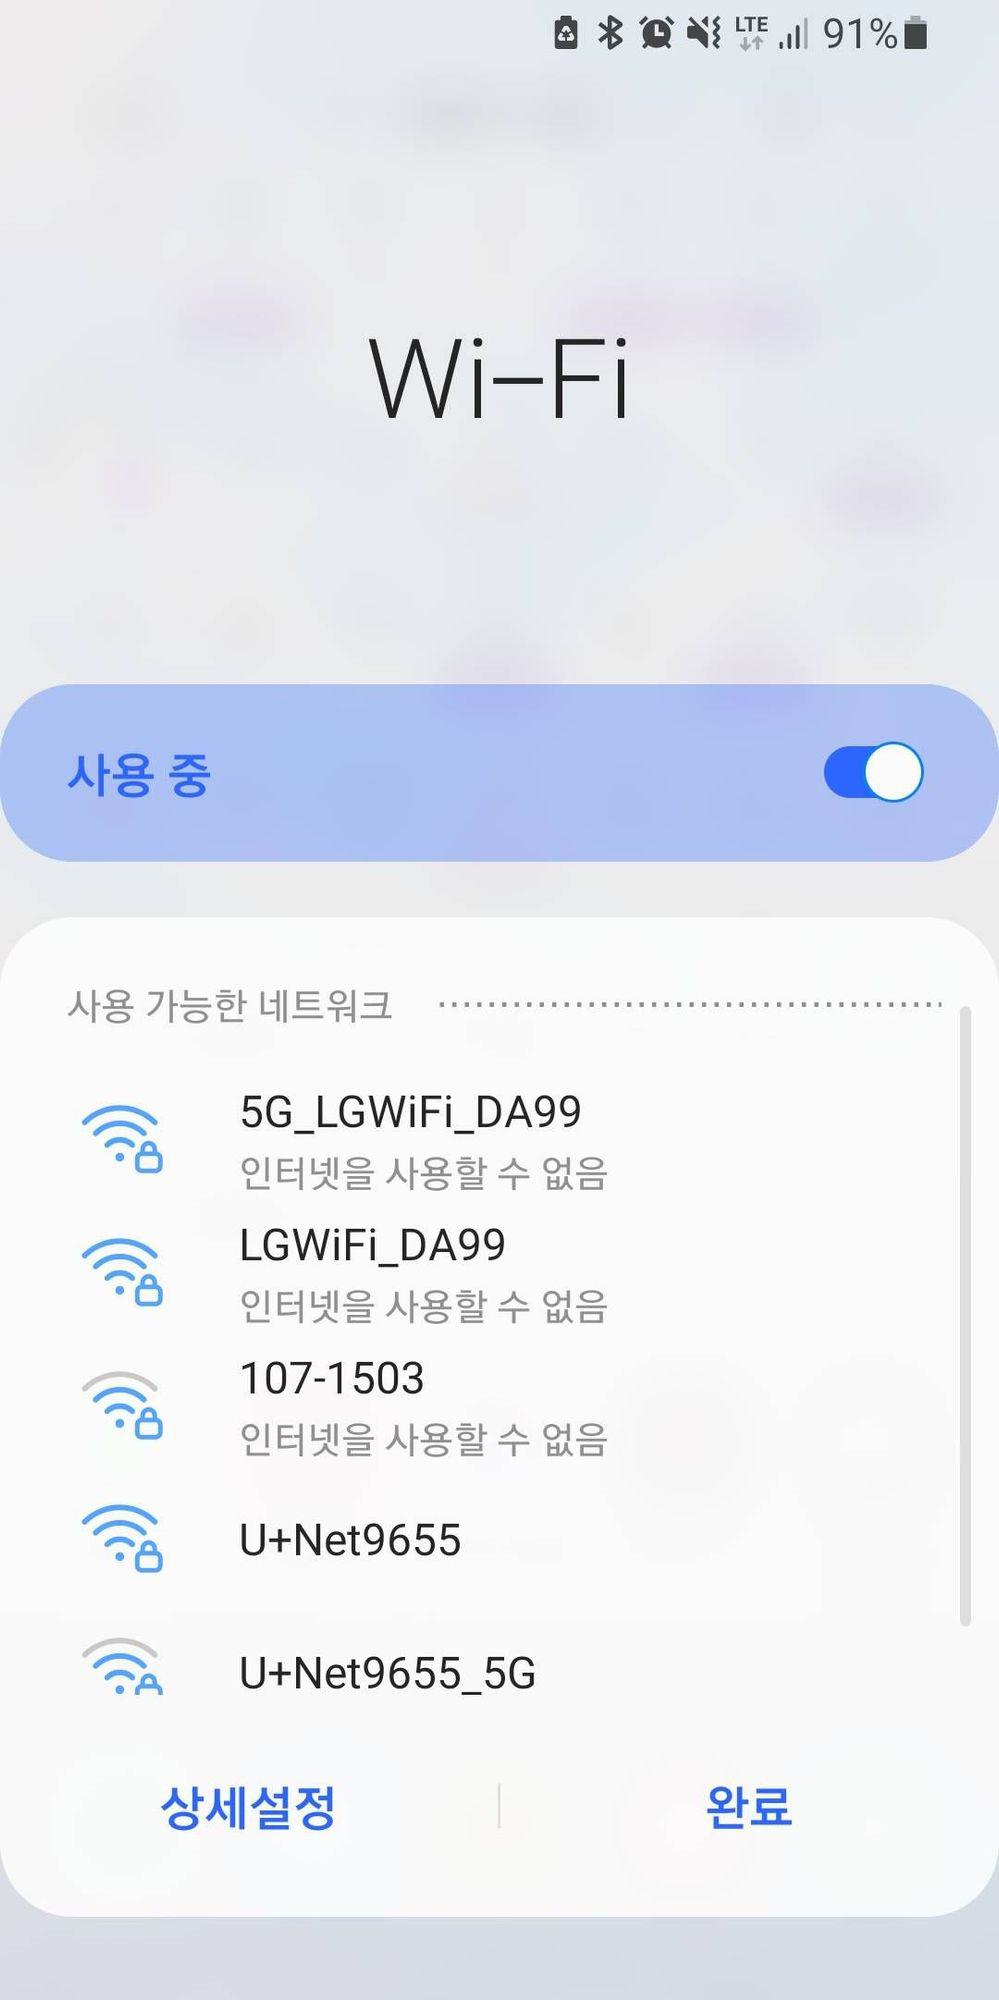 LTE 91%
Wi-Fi
사용 중
사용 가능한 네트워크
5G_LGWiFi_DA99
인터넷을 사용할 수 없음
LGWiFi_DA99
인터넷을 사용할 수 없음
107-1503
인터넷을 사용할 수 없음
U+Net9655
U+Net9655_5G
상세설정 완료